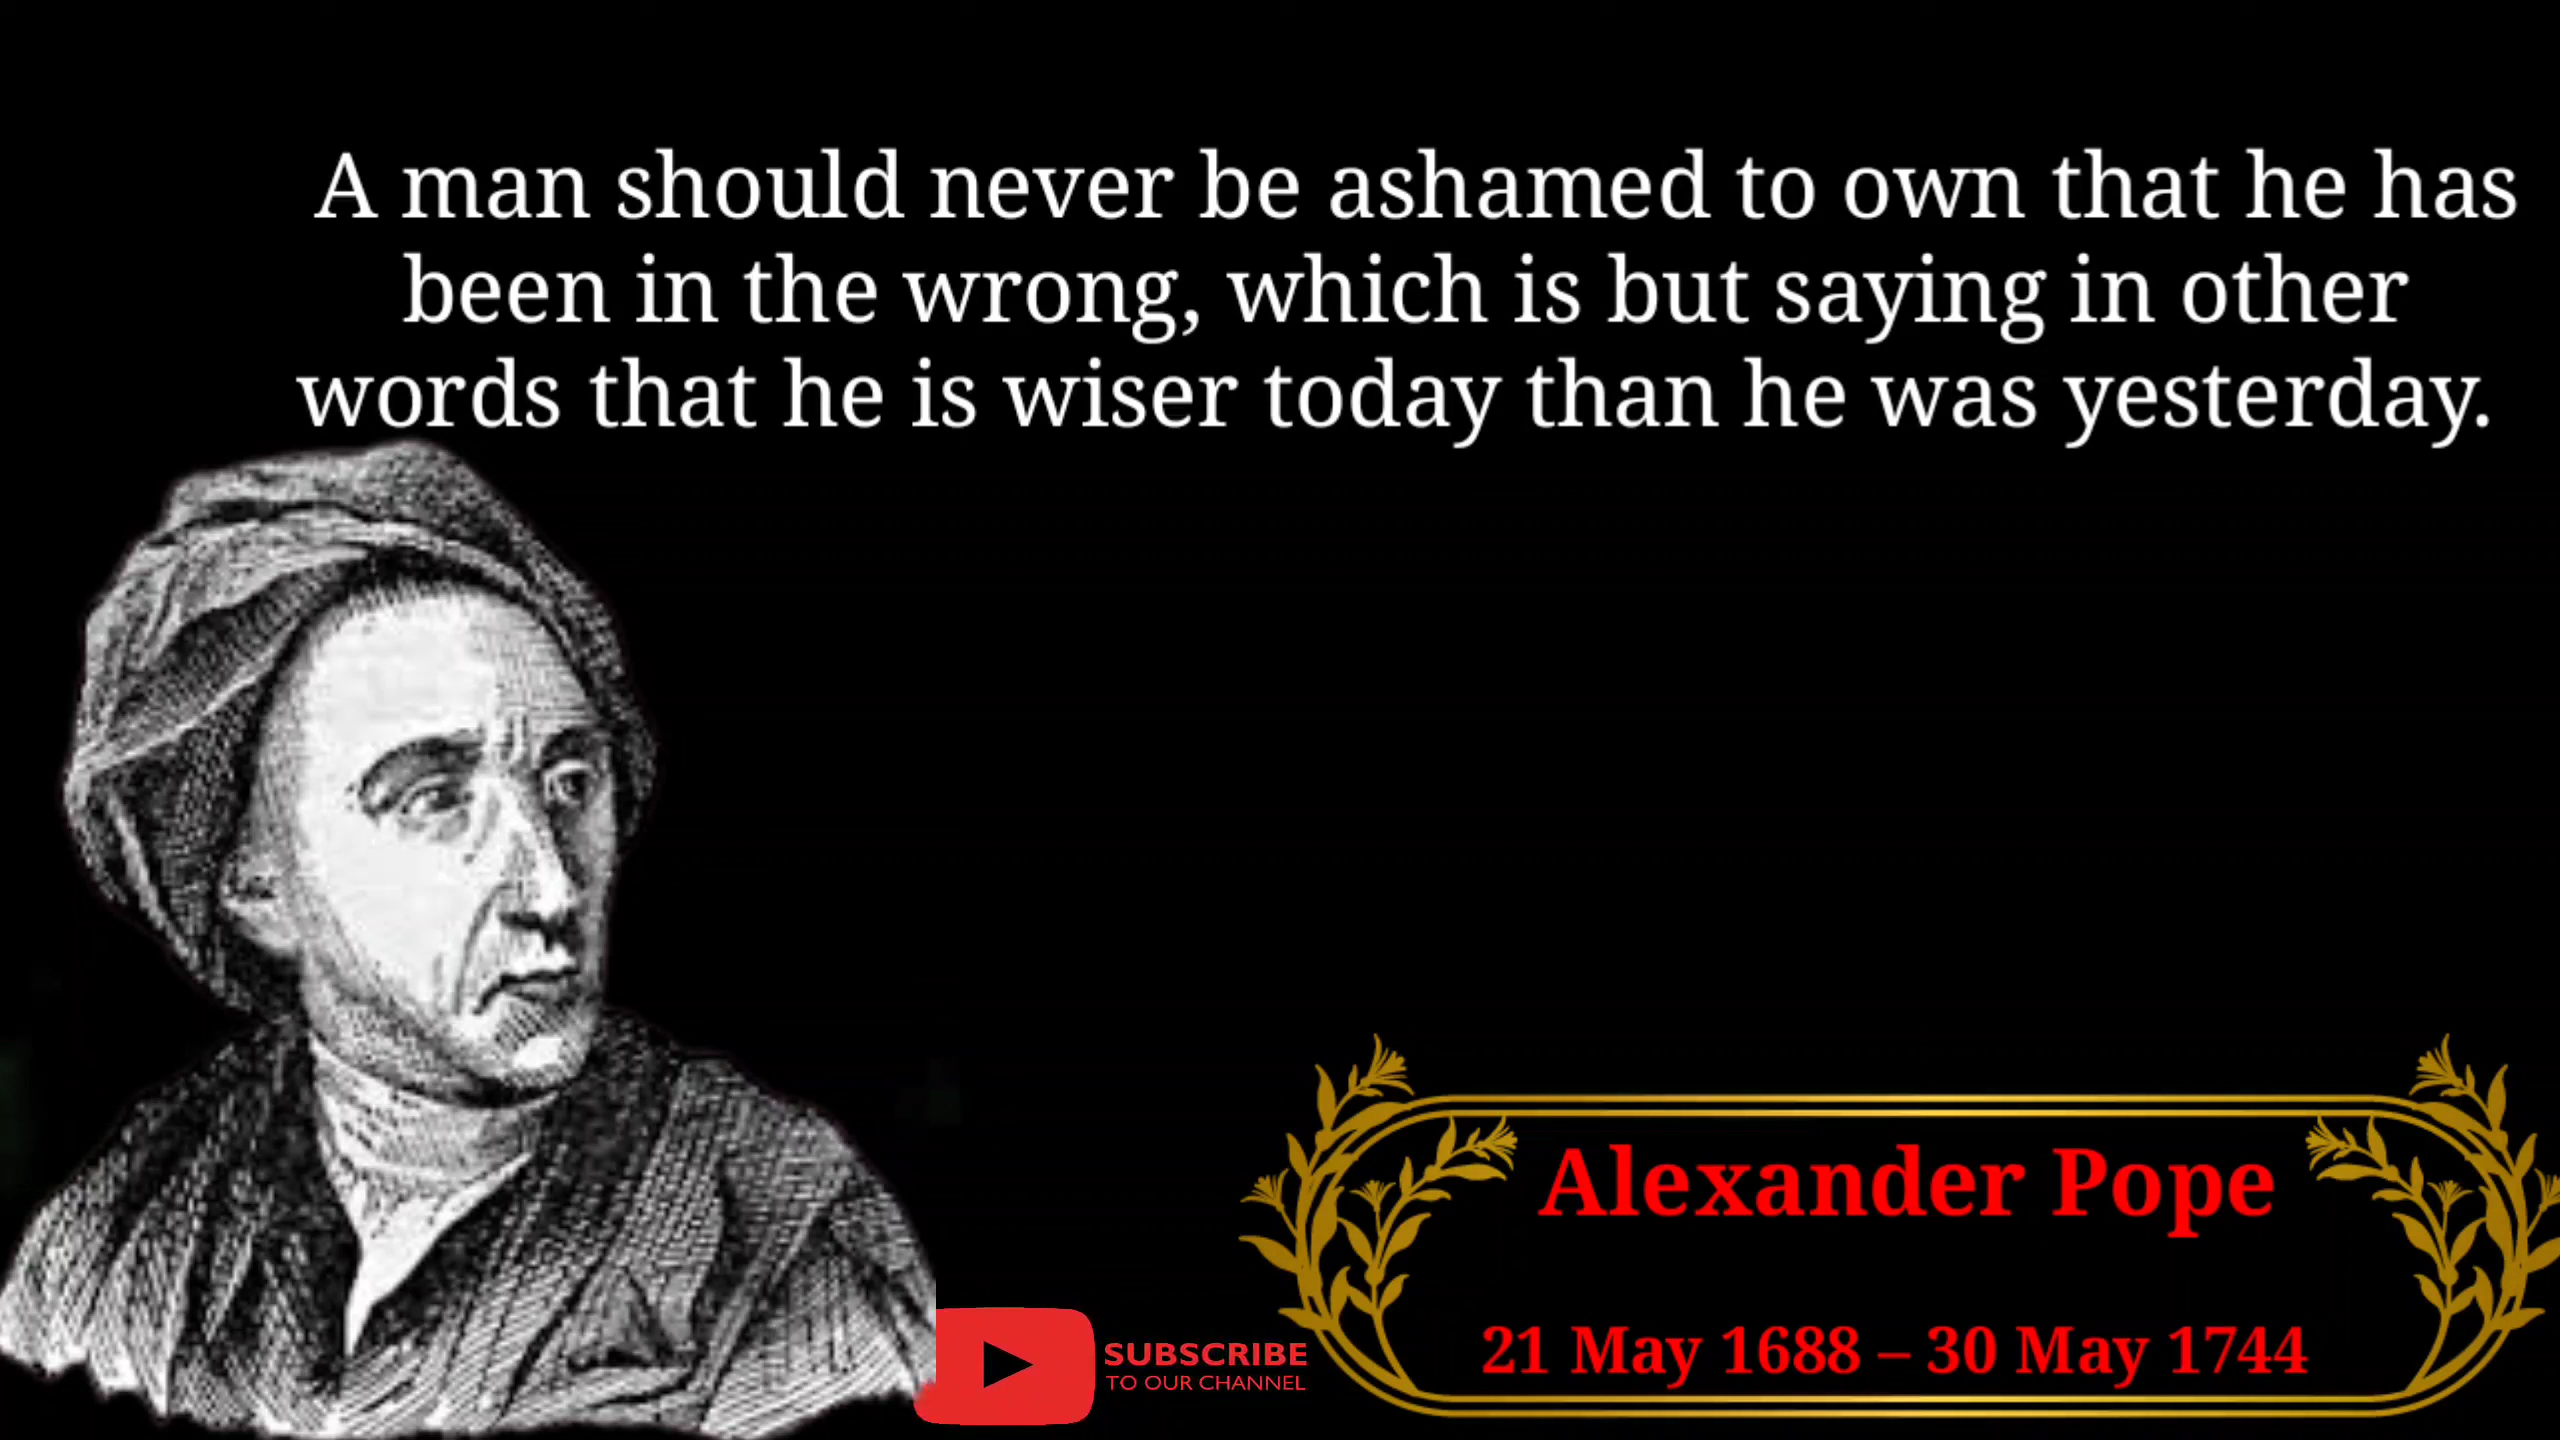 A man should never be ashamed to own that he has
been in the wrong, which is but saying in other
words that he is wiser today than he was yesterday.
Alexander Pope
21 May 1688 – 30 May 1744
SUBSCRIBE
TO OUR CHANNEL